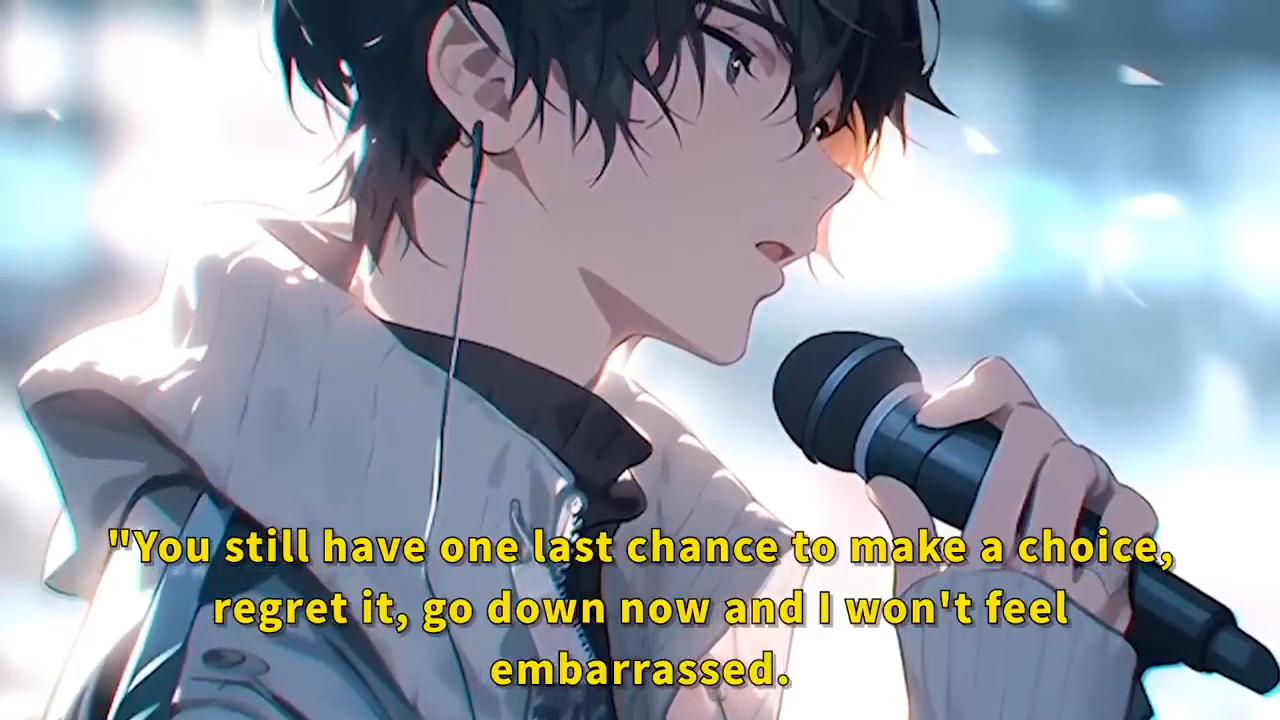 "You still have one last chance to make a choice,
regret it, go down now and I won't feel
embarrassed.